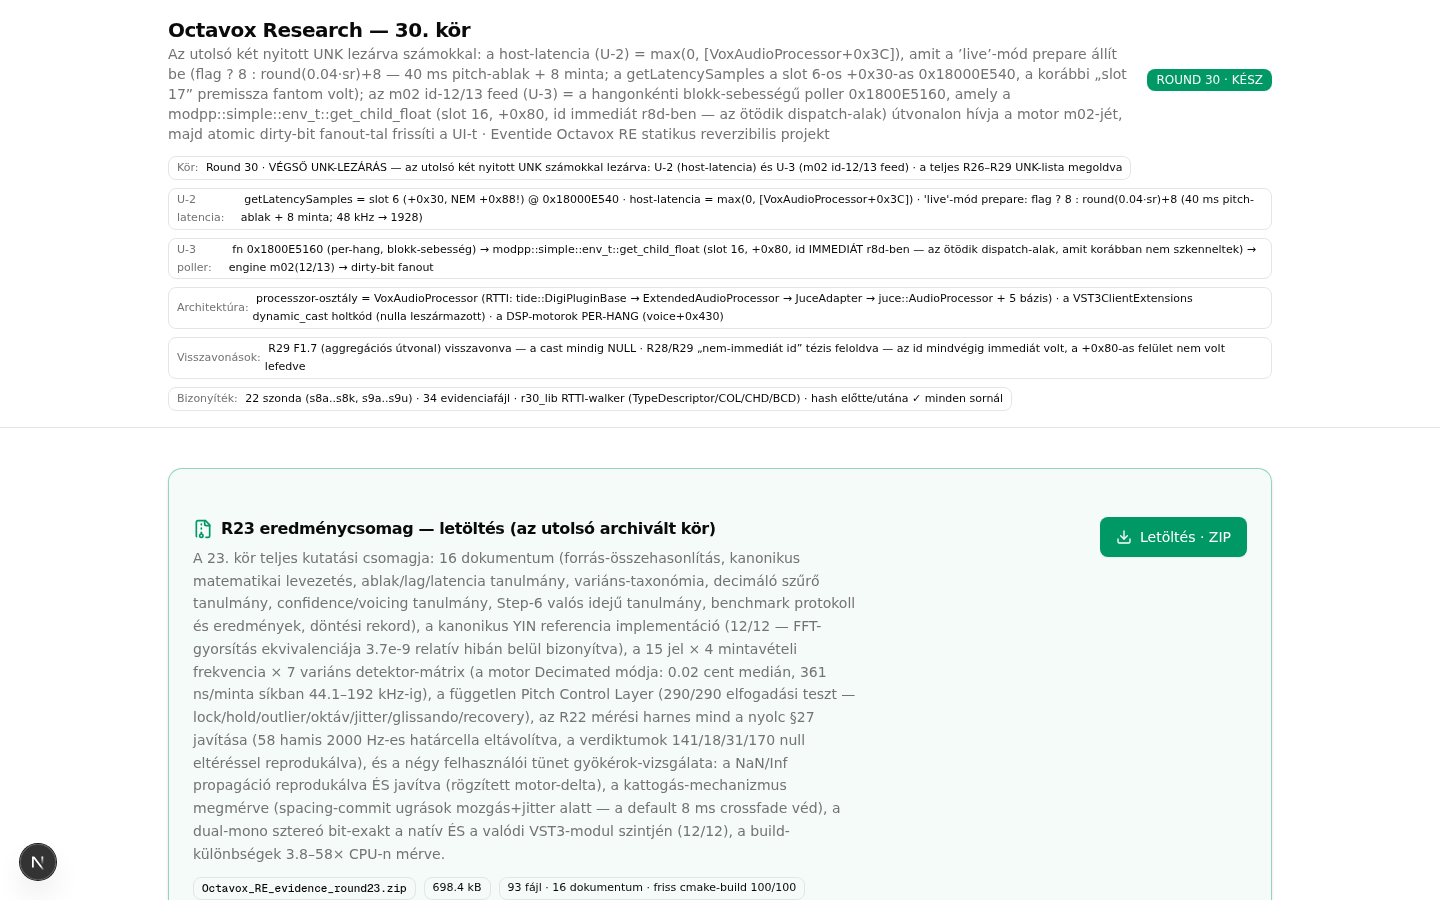 Octavox Research — 30. kör
Az utolsó két nyitott UNK lezárva számokkal: a host-latencia (U-2) = max(0, [VoxAudioProcessor+0x3C]), amit a ’live’-mód prepare állít
be (flag ? 8 : round(0.04·sr)+8 — 40 ms pitch-ablak + 8 minta; a getLatencySamples a slot 6-os +0x30-as 0x18000E540, a korábbi „slot
17” premissza fantom volt); az m02 id-12/13 feed (U-3) = a hangonkénti blokk-sebességű poller 0x1800E5160, amely a
modpp::simple::env_t::get_child_float (slot 16, +0x80, id immediát r8d-ben — az ötödik dispatch-alak) útvonalon hívja a motor m02-jét,
majd atomic dirty-bit fanout-tal frissíti a UI-t · Eventide Octavox RE statikus reverzibilis projekt
ROUND 30 · KÉSZ
Kör: Round 30 · VÉGSŐ UNK-LEZÁRÁS — az utolsó két nyitott UNK számokkal lezárva: U-2 (host-latencia) és U-3 (m02 id-12/13 feed) · a teljes R26–R29 UNK-lista megoldva
U-2 latencia: getLatencySamples = slot 6 (+0x30, NEM +0x88!) @ 0x18000E540 · host-latencia = max(0, [VoxAudioProcessor+0x3C]) · 'live'-mód prepare: flag ? 8 : round(0.04·sr)+8 (40 ms pitch-
ablak + 8 minta; 48 kHz → 1928)
U-3 poller: fn 0x1800E5160 (per-hang, blokk-sebesség) → modpp::simple::env_t::get_child_float (slot 16, +0x80, id IMMEDIÁT r8d-ben — az ötödik dispatch-alak, amit korábban nem szkenneltek) →
engine m02(12/13) → dirty-bit fanout
Architektúra: processzor-osztály = VoxAudioProcessor (RTTI: tide::DigiPluginBase → ExtendedAudioProcessor → JuceAdapter → juce::AudioProcessor + 5 bázis) · a VST3ClientExtensions
dynamic_cast holtkód (nulla leszármazott) · a DSP-motorok PER-HANG (voice+0x430)
Visszavonások: R29 F1.7 (aggregációs útvonal) visszavonva — a cast mindig NULL · R28/R29 „nem-immediát id” tézis feloldva — az id mindvégig immediát volt, a +0x80-as felület nem volt
lefedve
Bizonyíték: 22 szonda (s8a..s8k, s9a..s9u) · 34 evidenciafájl · r30_lib RTTI-walker (TypeDescriptor/COL/CHD/BCD) · hash előtte/utána ✓ minden sornál
R23 eredménycsomag — letöltés (az utolsó archivált kör)
Letöltés · ZIP
A 23. kör teljes kutatási csomagja: 16 dokumentum (forrás-összehasonlítás, kanonikus
matematikai levezetés, ablak/lag/latencia tanulmány, variáns-taxonómia, decimáló szűrő
tanulmány, confidence/voicing tanulmány, Step-6 valós idejű tanulmány, benchmark protokoll
és eredmények, döntési rekord), a kanonikus YIN referencia implementáció (12/12 — FFT-
gyorsítás ekvivalenciája 3.7e-9 relatív hibán belül bizonyítva), a 15 jel × 4 mintavételi
frekvencia × 7 variáns detektor-mátrix (a motor Decimated módja: 0.02 cent medián, 361
ns/minta síkban 44.1–192 kHz-ig), a független Pitch Control Layer (290/290 elfogadási teszt —
lock/hold/outlier/oktáv/jitter/glissando/recovery), az R22 mérési harnes mind a nyolc §27
javítása (58 hamis 2000 Hz-es határcella eltávolítva, a verdiktumok 141/18/31/170 null
eltéréssel reprodukálva), és a négy felhasználói tünet gyökérok-vizsgálata: a NaN/Inf
propagáció reprodukálva ÉS javítva (rögzített motor-delta), a kattogás-mechanizmus
megmérve (spacing-commit ugrások mozgás+jitter alatt — a default 8 ms crossfade véd), a
dual-mono sztereó bit-exakt a natív ÉS a valódi VST3-modul szintjén (12/12), a build-
különbségek 3.8–58× CPU-n mérve.
Octavox_RE_evidence_round23.zip
698.4 kB
93 fájl · 16 dokumentum · friss cmake-build 100/100